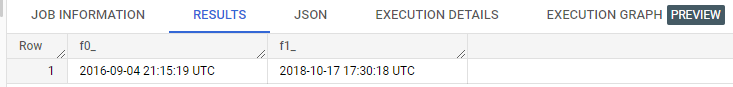 JOB INFORMATION RESULTS JSON EXECUTION DETAILS EXECUTION GRAPH PREVIEW
Row f0_ f1_
1 2016-09-04 21:15:19 UTC 2018-10-17 17:30:18 UTC